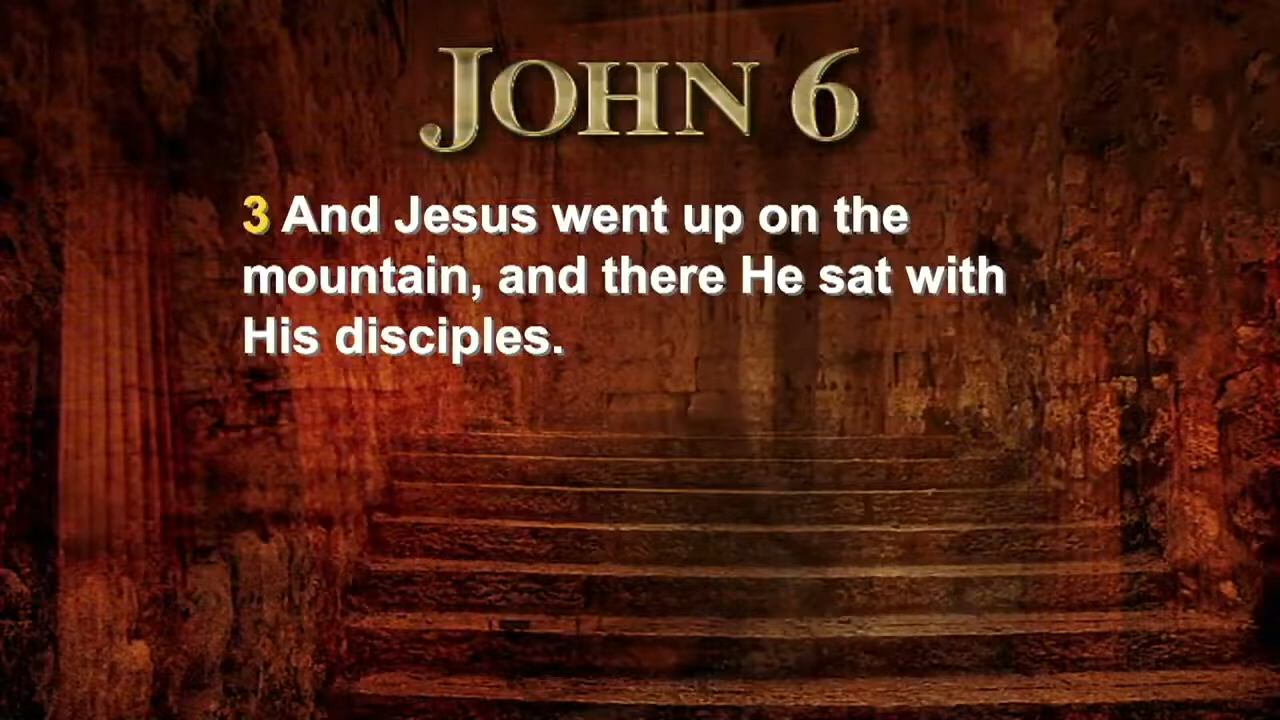 JOHN 6
3 And Jesus went up on the
mountain, and there He sat with
His disciples.